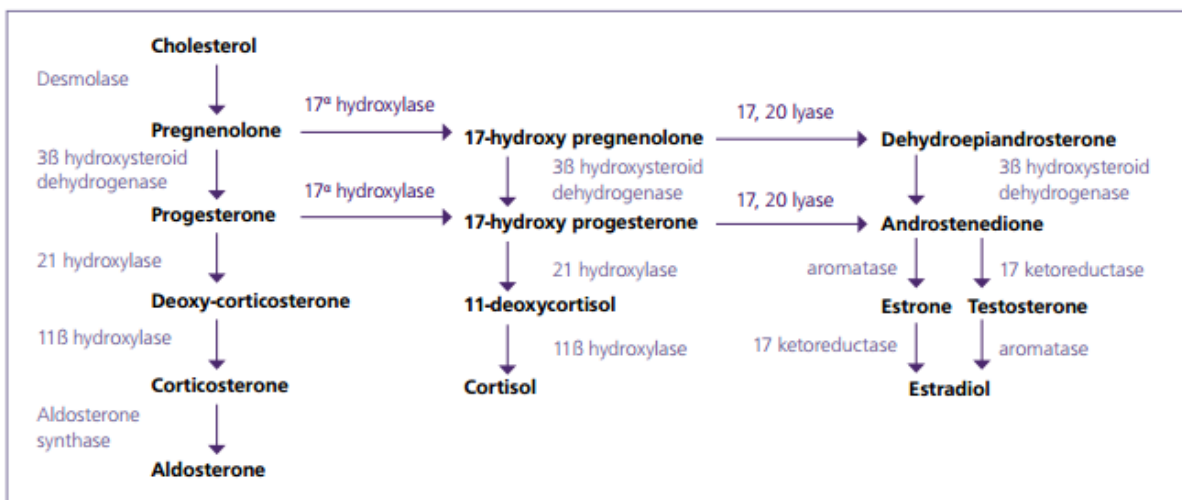 Cholesterol
Desmolase
17ª hydroxylase
17, 20 lyase
Pregnenolone
17-hydroxy pregnenolone
Dehydroepiandrosterone
3ß hydroxysteroid
dehydrogenase
3ß hydroxysteroid
dehydrogenase
3ß hydroxysteroid
dehydrogenase
17ª hydroxylase
17, 20 lyase
Progesterone
17-hydroxy progesterone
Androstenedione
21 hydroxylase
21 hydroxylase
aromatase
17 ketoreductase
Deoxy-corticosterone
11-deoxycortisol
Estrone
Testosterone
11ß hydroxylase
11ß hydroxylase
17 ketoreductase
aromatase
Corticosterone
Cortisol
Estradiol
Aldosterone
synthase
Aldosterone